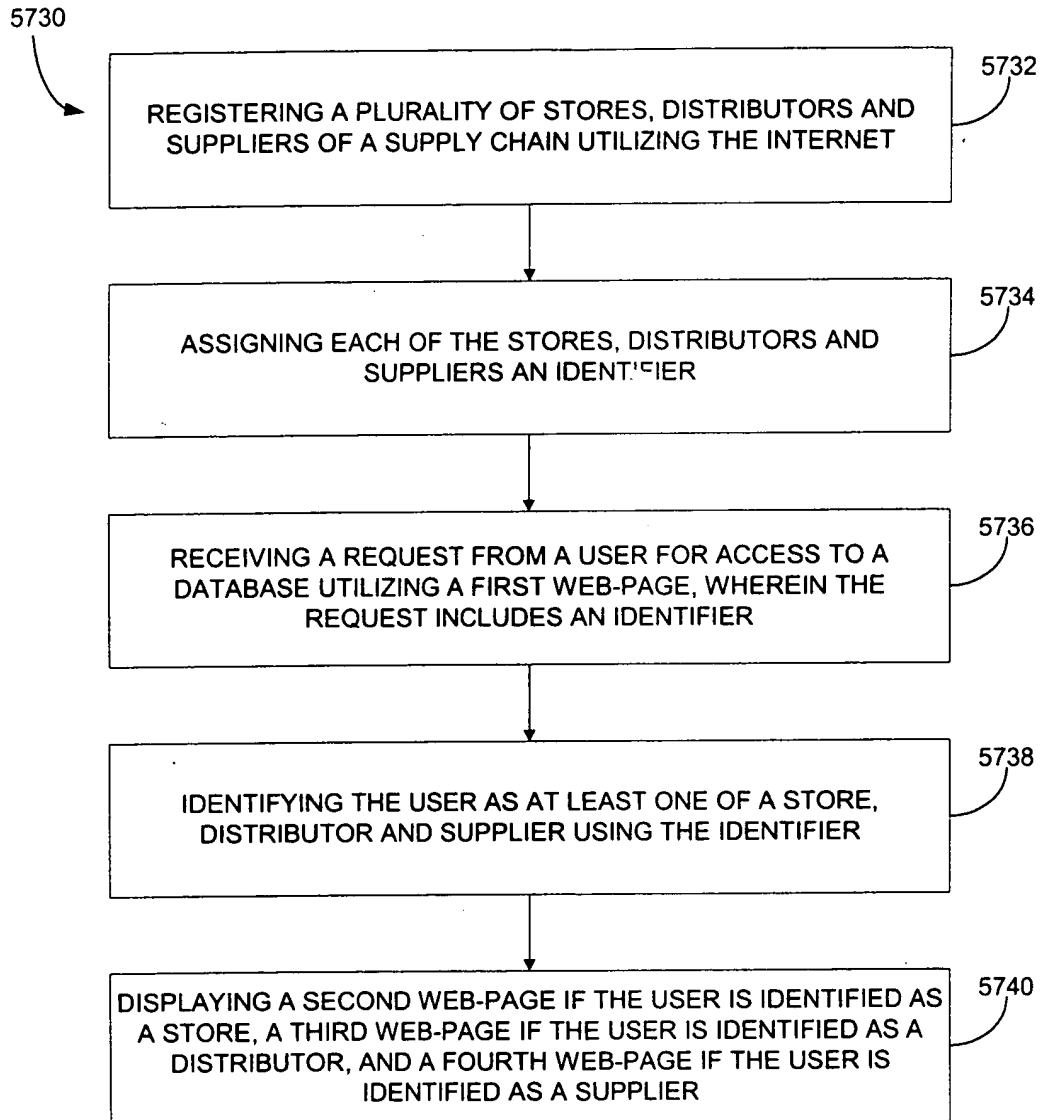 5730
5732
REGISTERING A PLURALITY OF STORES, DISTRIBUTORS AND
SUPPLIERS OF A SUPPLY CHAIN UTILIZING THE INTERNET
5734
ASSIGNING EACH OF THE STORES, DISTRIBUTORS AND
SUPPLIERS AN IDENTIFIER
5736
RECEIVING A REQUEST FROM A USER FOR ACCESS TO A
DATABASE UTILIZING A FIRST WEB-PAGE, WHEREIN THE
REQUEST INCLUDES AN IDENTIFIER
5738
IDENTIFYING THE USER AS AT LEAST ONE OF A STORE,
DISTRIBUTOR AND SUPPLIER USING THE IDENTIFIER
5740
DISPLAYING A SECOND WEB-PAGE IF THE USER IS IDENTIFIED AS
A STORE, A THIRD WEB-PAGE IF THE USER IS IDENTIFIED AS A
DISTRIBUTOR, AND A FOURTH WEB-PAGE IF THE USER IS
IDENTIFIED AS A SUPPLIER